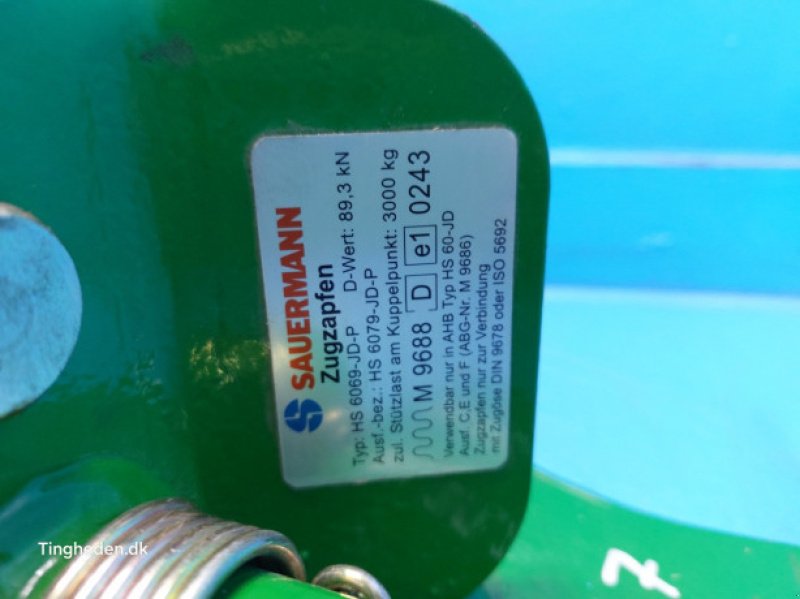 SAUERMANN
Zugzapfen
Typ: HS 6069-JD-P D-Wert: 89,3 kN
Ausf.-bez.: HS 6079-JD-P
zul. Stützlast am Kuppelpunkt: 3000 kg
M 9688 D e1 0243
Verwendbar nur in AHB Typ HS 60-JD
Ausf. C,E und F (ABG-Nr. M 9686)
Zugzapfen nur zur Verbindung
mit Zugöse DIN 9678 oder ISO 5692
Tingheden.dk
7